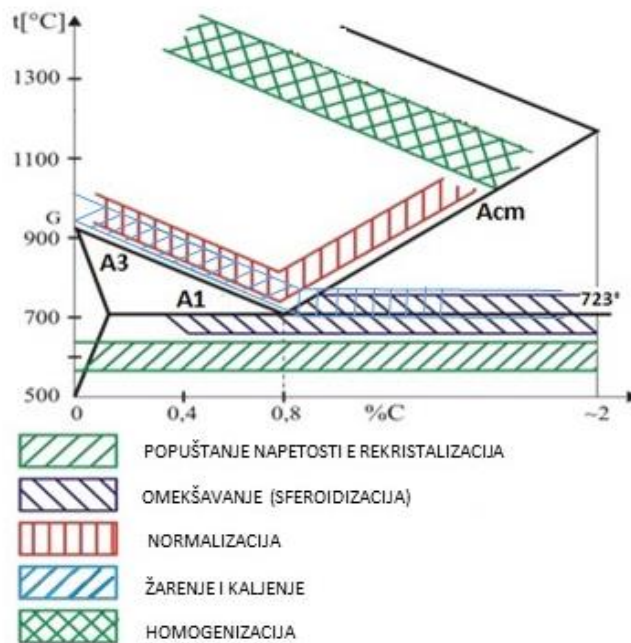 t[°C]
1300
1100
G
900
Acm
A3
A1
723°
700
500
0
0,4
0,8
%C
~2
POPUŠTANJE NAPETOSTI E REKRISTALIZACIJA
OMEKŠAVANJE (SFEROIDIZACIJA)
NORMALIZACIJA
ŽARENJE I KALJENJE
HOMOGENIZACIJA